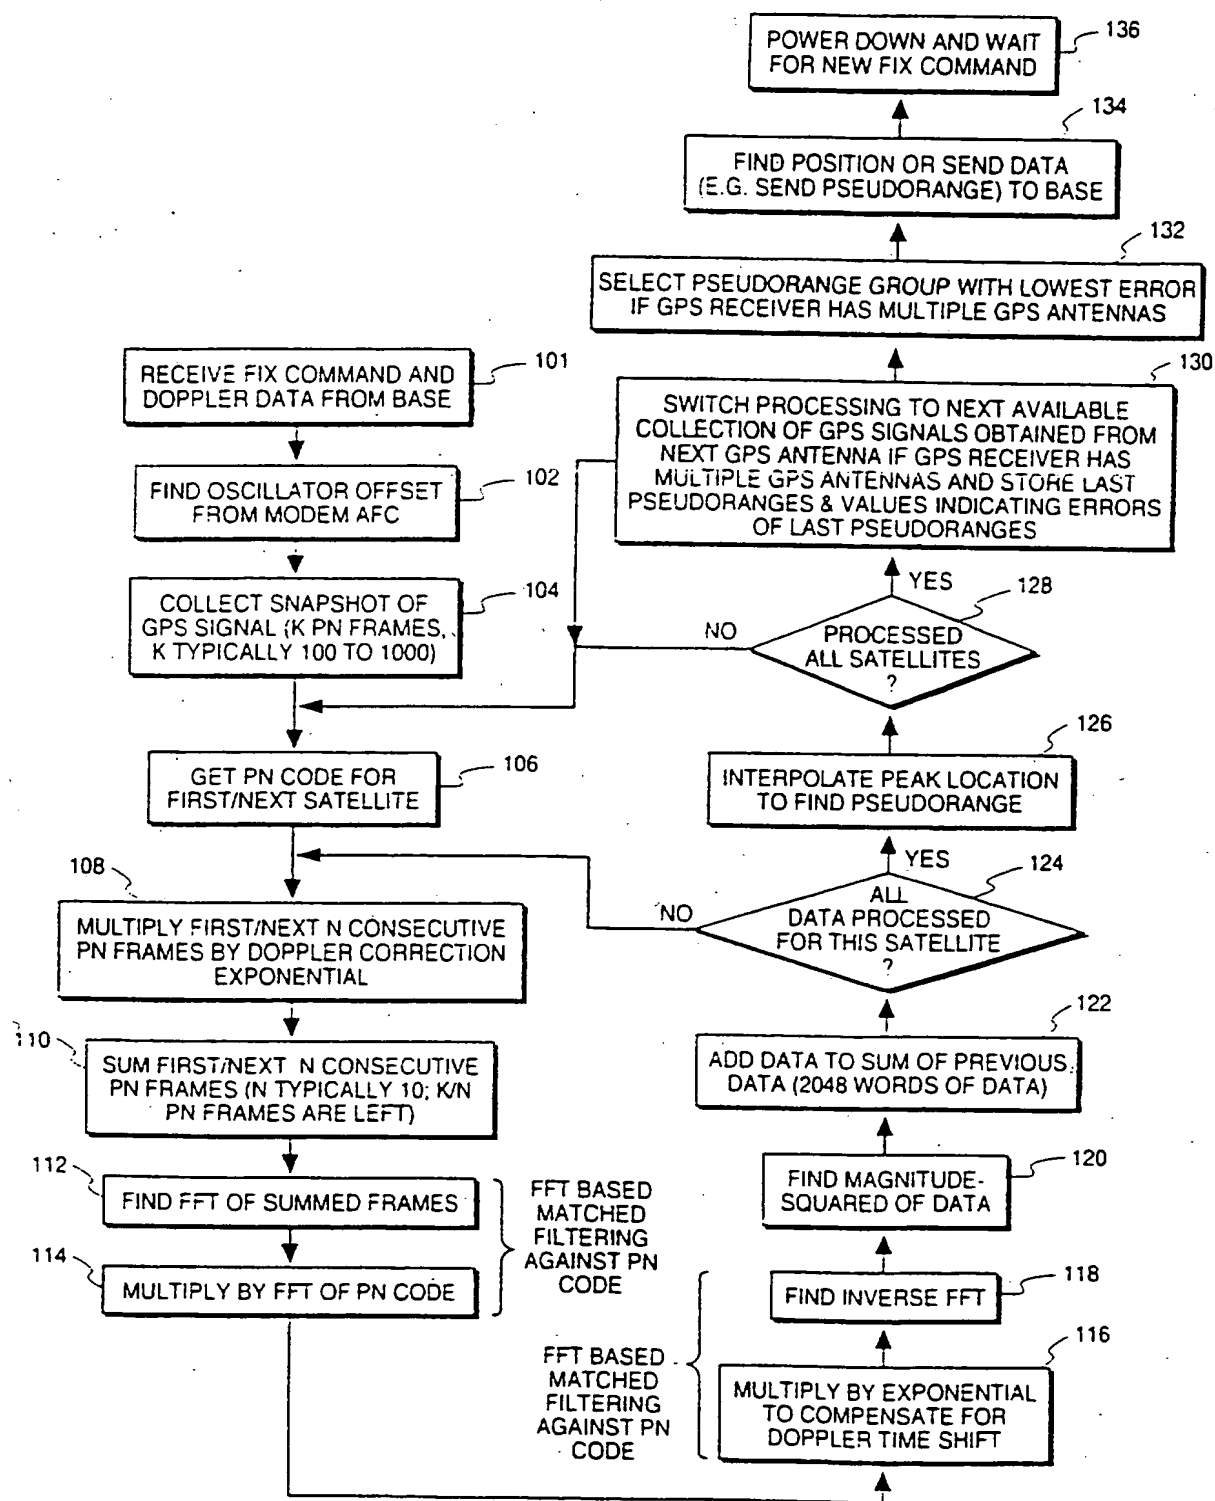 RECEIVE FIX COMMAND AND
DOPPLER DATA FROM BASE
101
FIND OSCILLATOR OFFSET
FROM MODEM AFC
102
COLLECT SNAPSHOT OF
GPS SIGNAL (K PN FRAMES,
K TYPICALLY 100 TO 1000)
104
GET PN CODE FOR
FIRST/NEXT SATELLITE
106
108
MULTIPLY FIRST/NEXT N CONSECUTIVE
PN FRAMES BY DOPPLER CORRECTION
EXPONENTIAL
110
SUM FIRST/NEXT N CONSECUTIVE
PN FRAMES (N TYPICALLY 10; K/N
PN FRAMES ARE LEFT)
112
FIND FFT OF SUMMED FRAMES
114
MULTIPLY BY FFT OF PN CODE
FFT BASED
MATCHED
FILTERING
AGAINST PN
CODE
FFT BASED
MATCHED
FILTERING
AGAINST PN
CODE
116
MULTIPLY BY EXPONENTIAL
TO COMPENSATE FOR
DOPPLER TIME SHIFT
118
FIND INVERSE FFT
120
FIND MAGNITUDE-
SQUARED OF DATA
122
ADD DATA TO SUM OF PREVIOUS
DATA (2048 WORDS OF DATA)
124
ALL
DATA PROCESSED
FOR THIS SATELLITE
?
NO
YES
126
INTERPOLATE PEAK LOCATION
TO FIND PSEUDORANGE
128
PROCESSED
ALL SATELLITES
?
NO
YES
130
SWITCH PROCESSING TO NEXT AVAILABLE
COLLECTION OF GPS SIGNALS OBTAINED FROM
NEXT GPS ANTENNA IF GPS RECEIVER HAS
MULTIPLE GPS ANTENNAS AND STORE LAST
PSEUDORANGES & VALUES INDICATING ERRORS
OF LAST PSEUDORANGES
132
SELECT PSEUDORANGE GROUP WITH LOWEST ERROR
IF GPS RECEIVER HAS MULTIPLE GPS ANTENNAS
134
FIND POSITION OR SEND DATA
(E.G. SEND PSEUDORANGE) TO BASE
136
POWER DOWN AND WAIT
FOR NEW FIX COMMAND